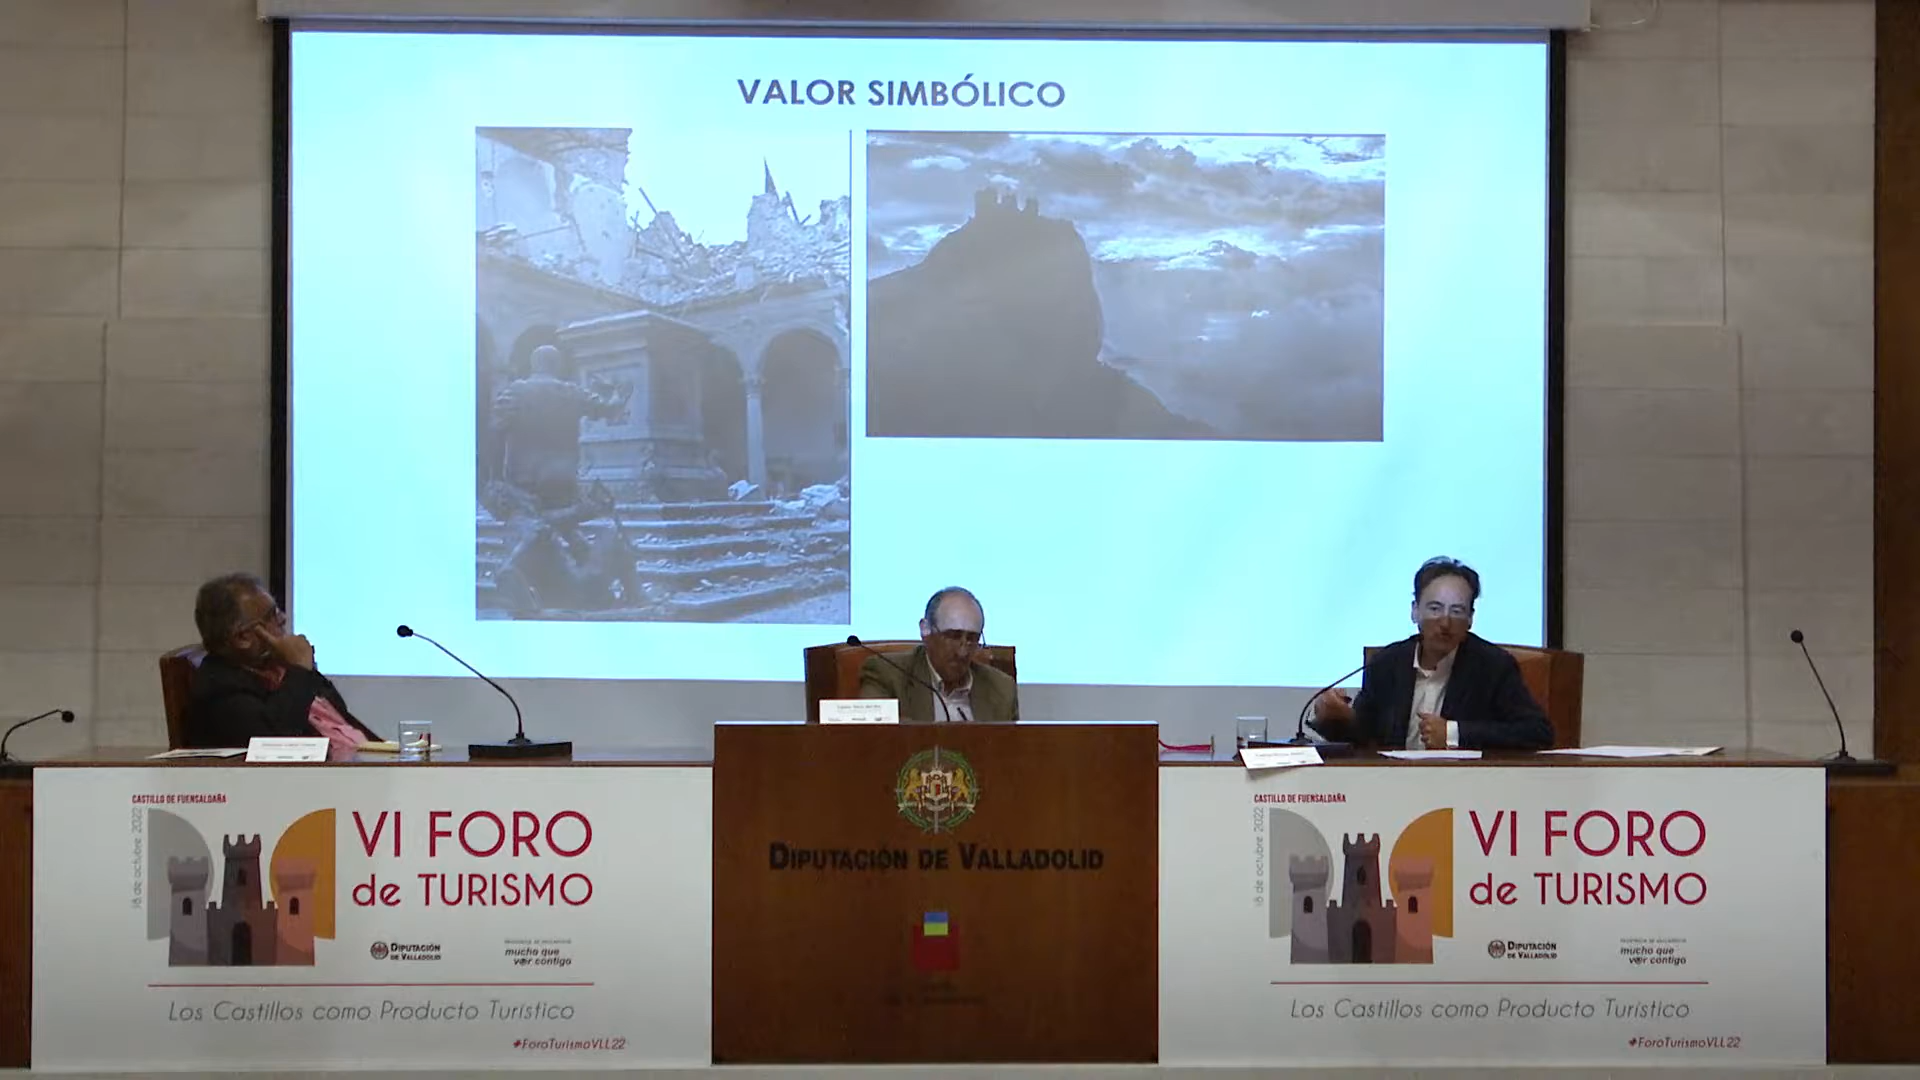 VALOR SIMBÓLICO
CASTILLO DE FUENSALDAÑA
18 de octubre 2022
VI FORO
de TURISMO
DIPUTACIÓN
DE VALLADOLID
mucho que
v@r contigo
Los Castillos como Producto Turístico
#ForoTurismoVLL22
DIPUTACIÓN DE VALLADOLID
CASTILLO DE FUENSALDAÑA
18 de octubre 2022
VI FORO
de TURISMO
DIPUTACIÓN
DE VALLADOLID
mucho que
v@r contigo
Los Castillos como Producto Turístico
#ForoTurismoVLL22